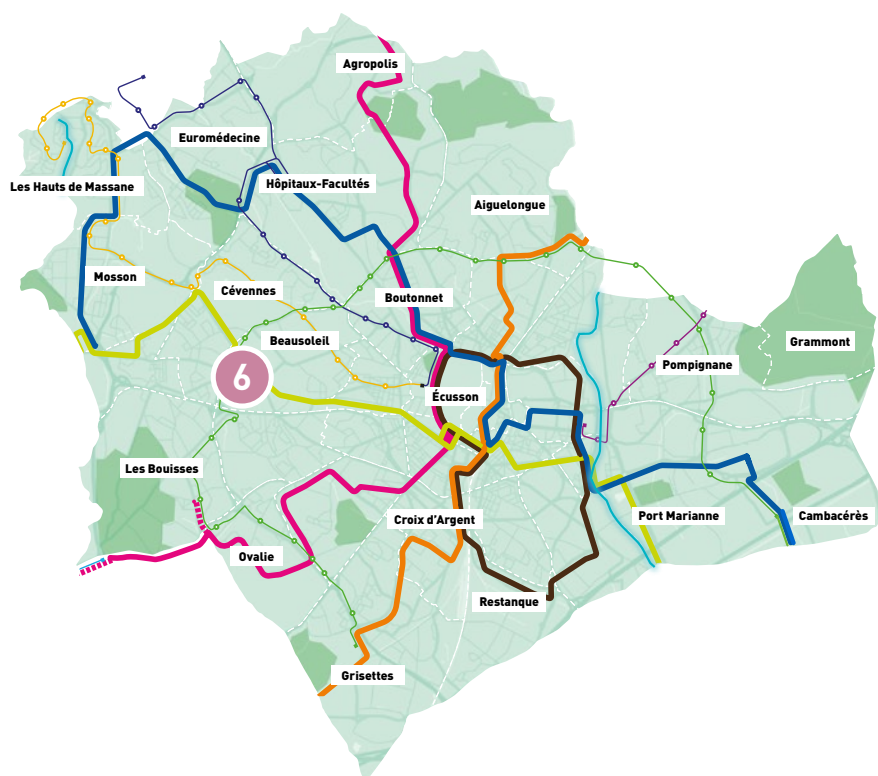 Agropolis
Euromédecine
Les Hauts de Massane
Hôpitaux-Facultés
Aiguelongue
Mosson
Cévennes
Boutonnet
Beausoleil
Grammont
Pompignane
6
Écusson
Les Bouisses
Croix d'Argent
Port Marianne
Cambacérès
Ovalie
Restanque
Grisettes